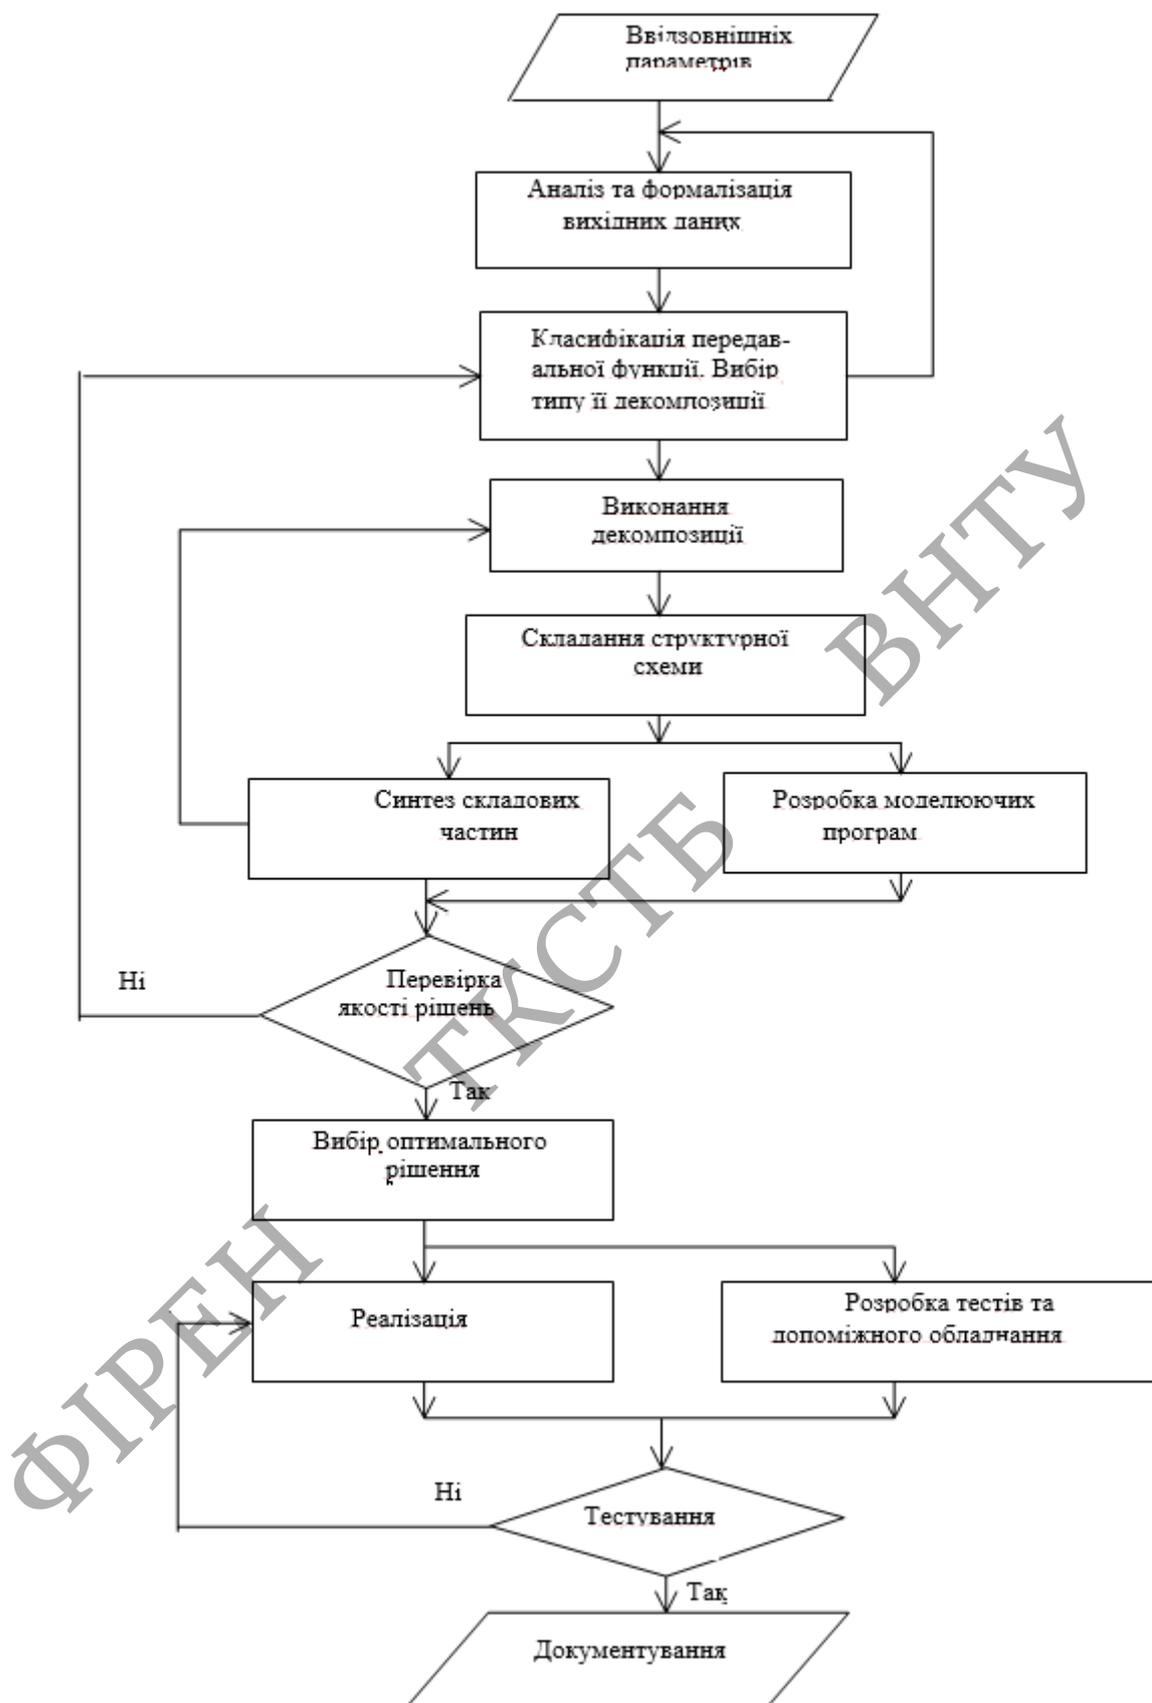 Ввідзовнішніх
параметрів
Аналіз та формалізація
вихідних даних
Класифікація передав-
альної функції. Вибір
типу її декомпозиції
Виконання
декомпозиції
Складання структурної
схеми
Синтез складових
частин
Розробка моделюючих
програм
Перевірка
якості рішень
Ні
Так
Вибір оптимального
рішення
Реалізація
Розробка тестів та
допоміжного обладнання
Ні
Тестування
Так
Документування
ФІРЕН ТКСТБ ВНТУ